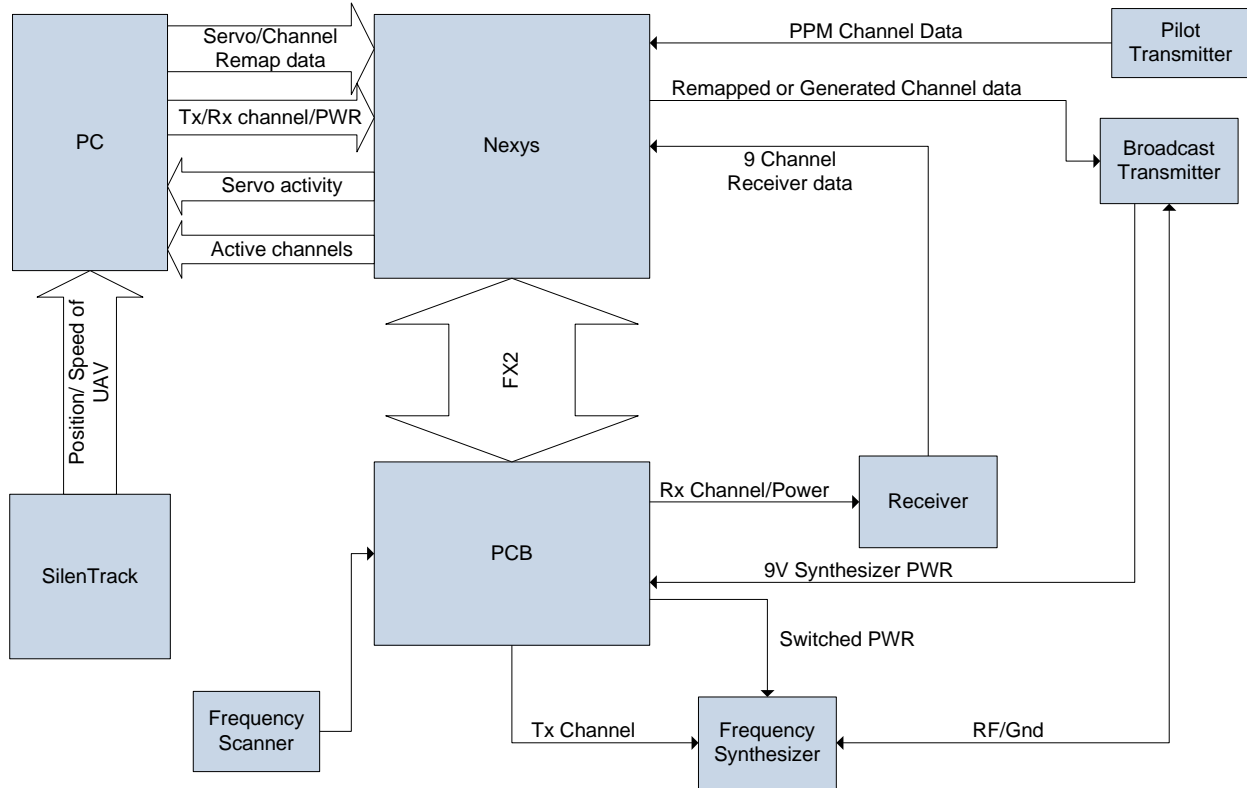 PC
Servo/Channel
Remap data
Tx/Rx channel/PWR
Servo activity
Active channels
Nexys
PPM Channel Data
Pilot
Transmitter
Remapped or Generated Channel data
Broadcast
Transmitter
9 Channel
Receiver data
Position/ Speed of
UAV
FX2
SilenTrack
PCB
Rx Channel/Power
Receiver
9V Synthesizer PWR
Switched PWR
Frequency
Scanner
Tx Channel
Frequency
Synthesizer
RF/Gnd